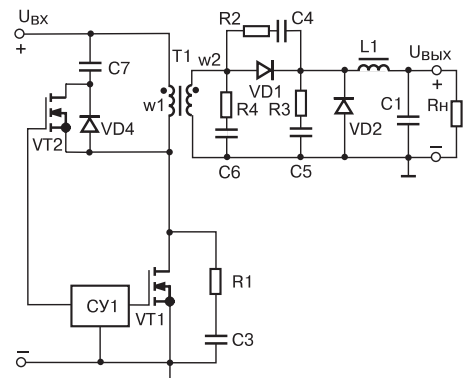 Uвх
+
C7
VT2
VD4
T1
w1
w2
R2
C4
VD1
R4
R3
C6
C5
VD2
L1
C1
Uвых
+
Rн
−
СУ1
VT1
R1
C3
−